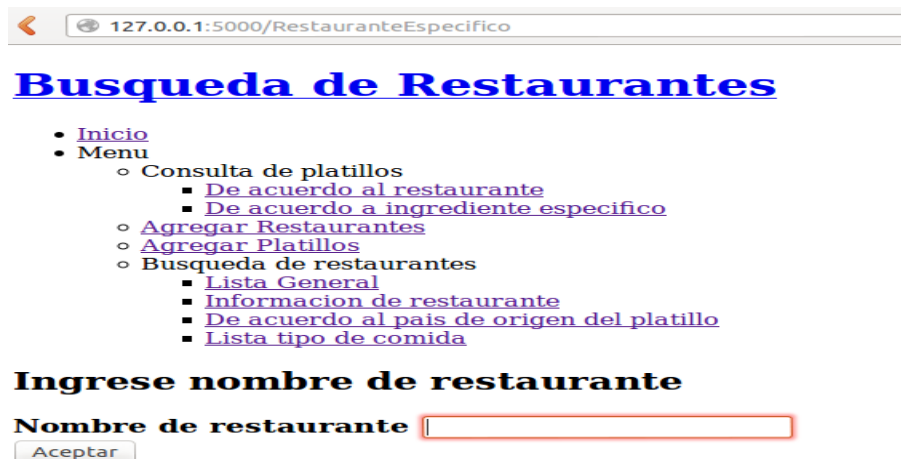 127.0.0.1:5000/RestauranteEspecifico
Busqueda de Restaurantes
Inicio
Menu
Consulta de platillos
De acuerdo al restaurante
De acuerdo a ingrediente especifico
Agregar Restaurantes
Agregar Platillos
Busqueda de restaurantes
Lista General
Informacion de restaurante
De acuerdo al pais de origen del platillo
Lista tipo de comida
Ingrese nombre de restaurante
Nombre de restaurante
Aceptar